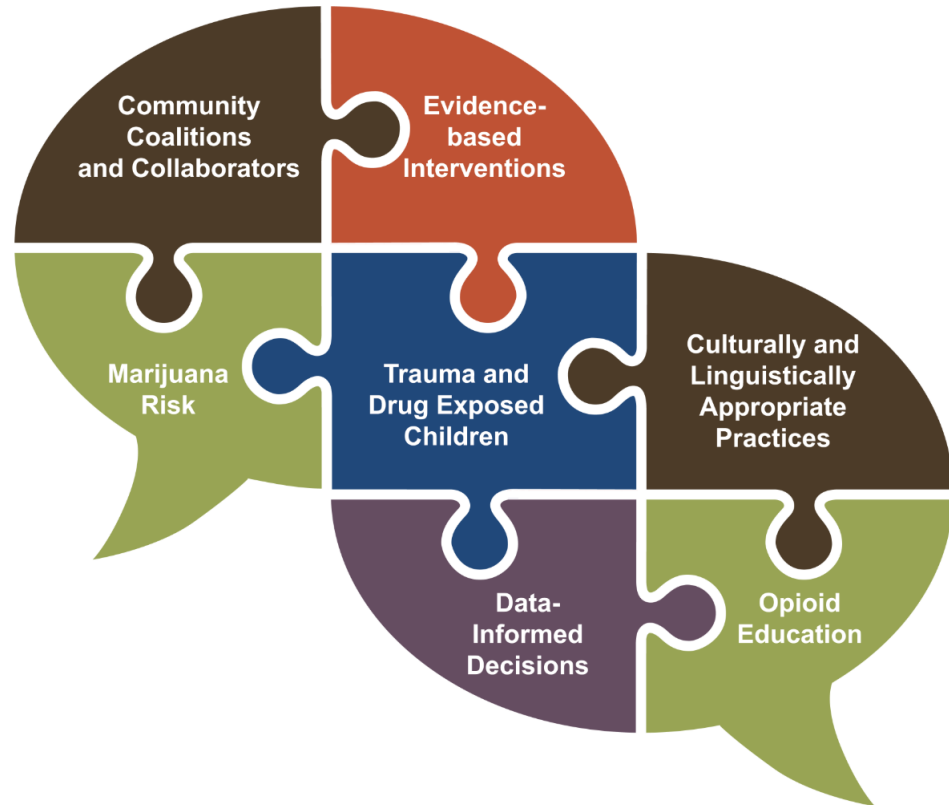 Community
Coalitions
and Collaborators
Evidence-
based
Interventions
Marijuana
Risk
Trauma and
Drug Exposed
Children
Culturally and
Linguistically
Appropriate
Practices
Data-
Informed
Decisions
Opioid
Education